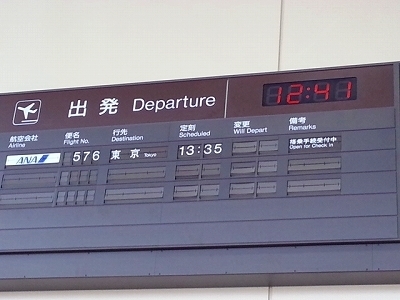 出発 Departure 12:41
航空会社 便名 行先 定刻 変更 備考
Airline Flight No. Destination Scheduled Will Depart Remarks
ANA 576 東京 Tokyo 13:35 搭乗手続受付中
Open for Check in